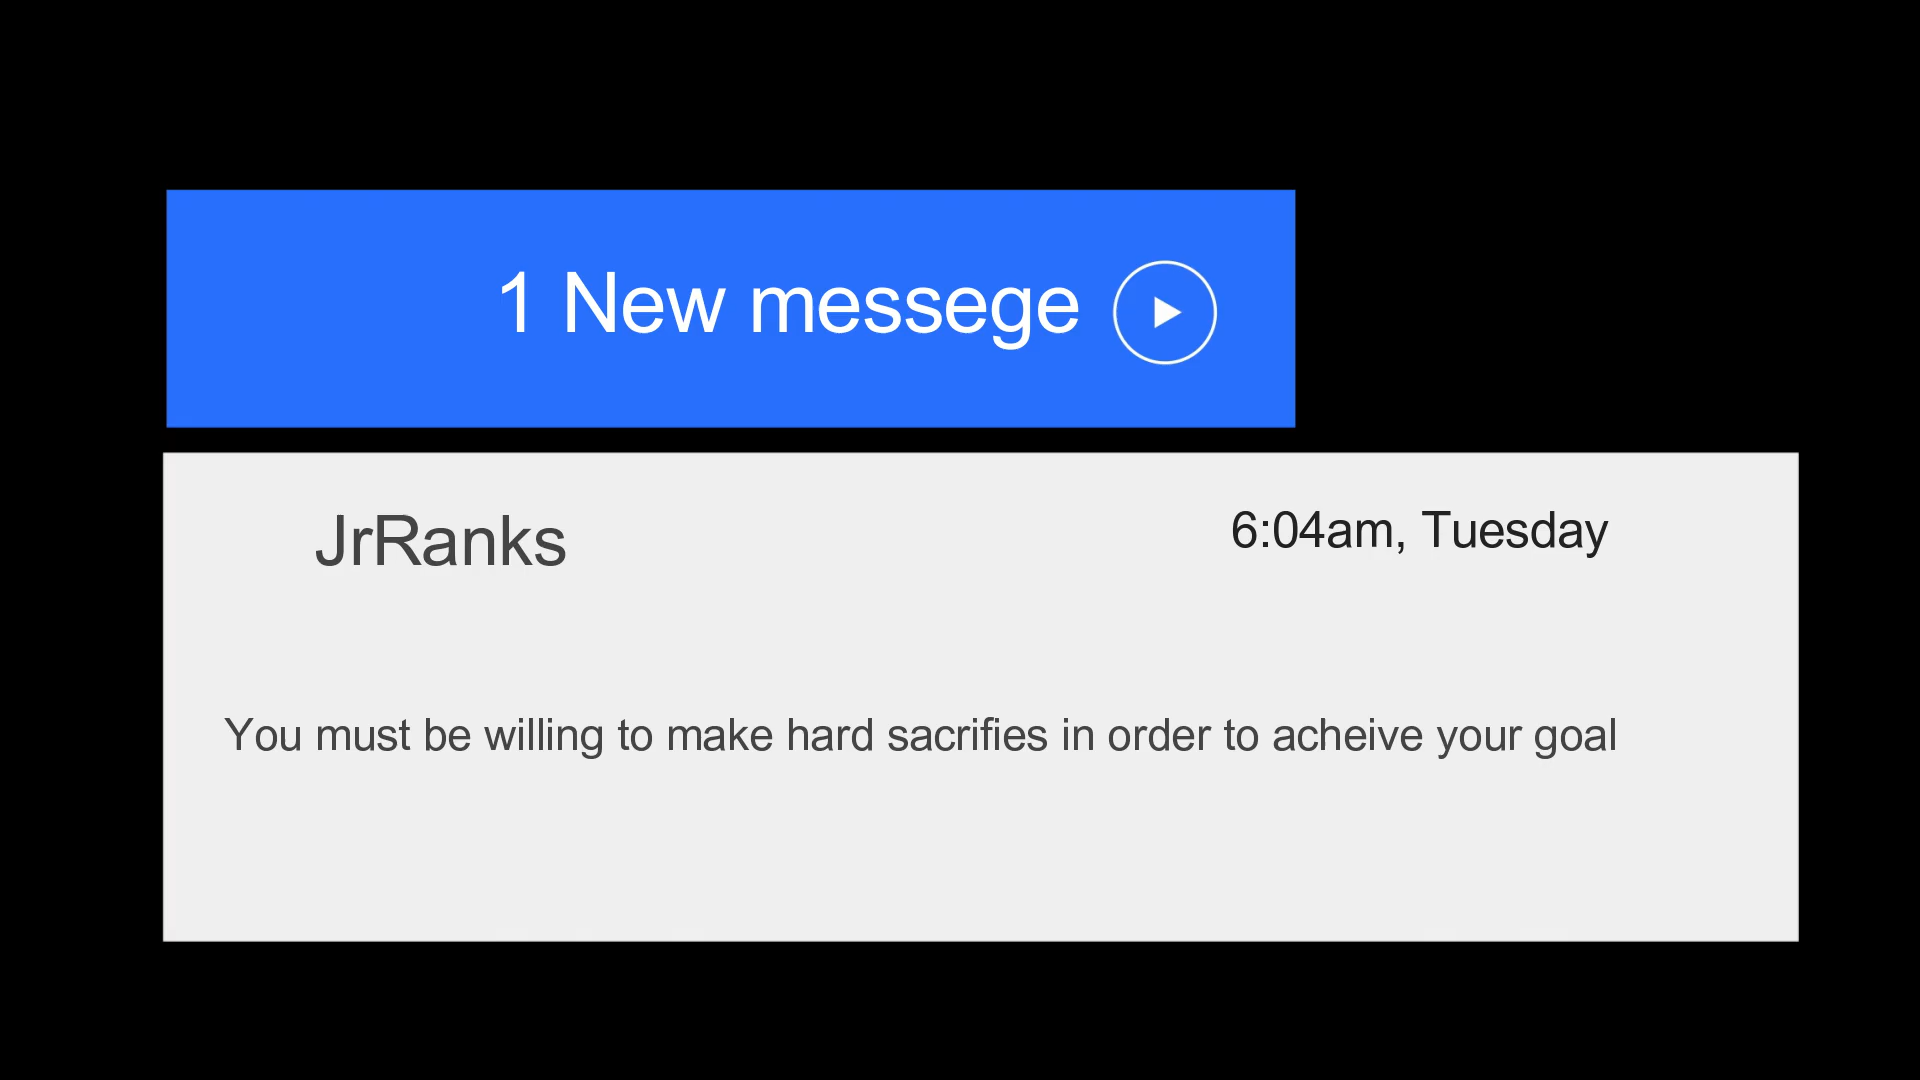 1 New messege
JrRanks
6:04am, Tuesday
You must be willing to make hard sacrifies in order to acheive your goal